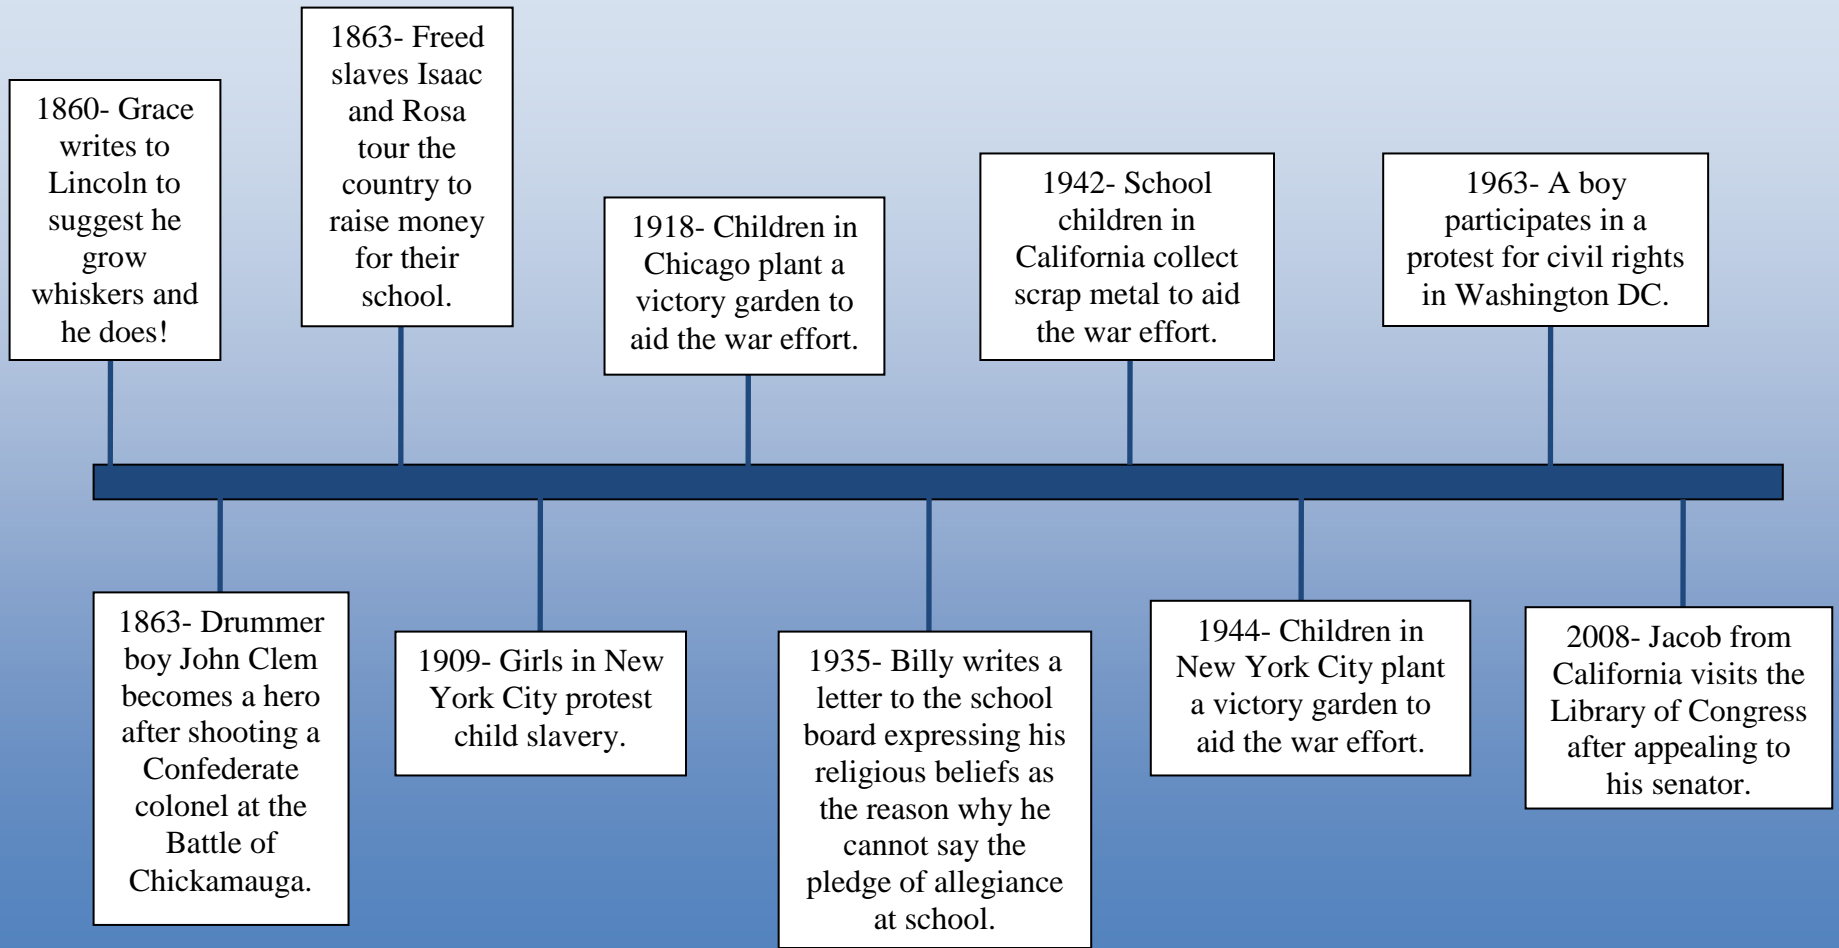 1860- Grace
writes to
Lincoln to
suggest he
grow
whiskers and
he does!
1863- Freed
slaves Isaac
and Rosa
tour the
country to
raise money
for their
school.
1918- Children in
Chicago plant a
victory garden to
aid the war effort.
1942- School
children in
California collect
scrap metal to aid
the war effort.
1963- A boy
participates in a
protest for civil rights
in Washington DC.
1863- Drummer
boy John Clem
becomes a hero
after shooting a
Confederate
colonel at the
Battle of
Chickamauga.
1909- Girls in New
York City protest
child slavery.
1935- Billy writes a
letter to the school
board expressing his
religious beliefs as
the reason why he
cannot say the
pledge of allegiance
at school.
1944- Children in
New York City plant
a victory garden to
aid the war effort.
2008- Jacob from
California visits the
Library of Congress
after appealing to
his senator.